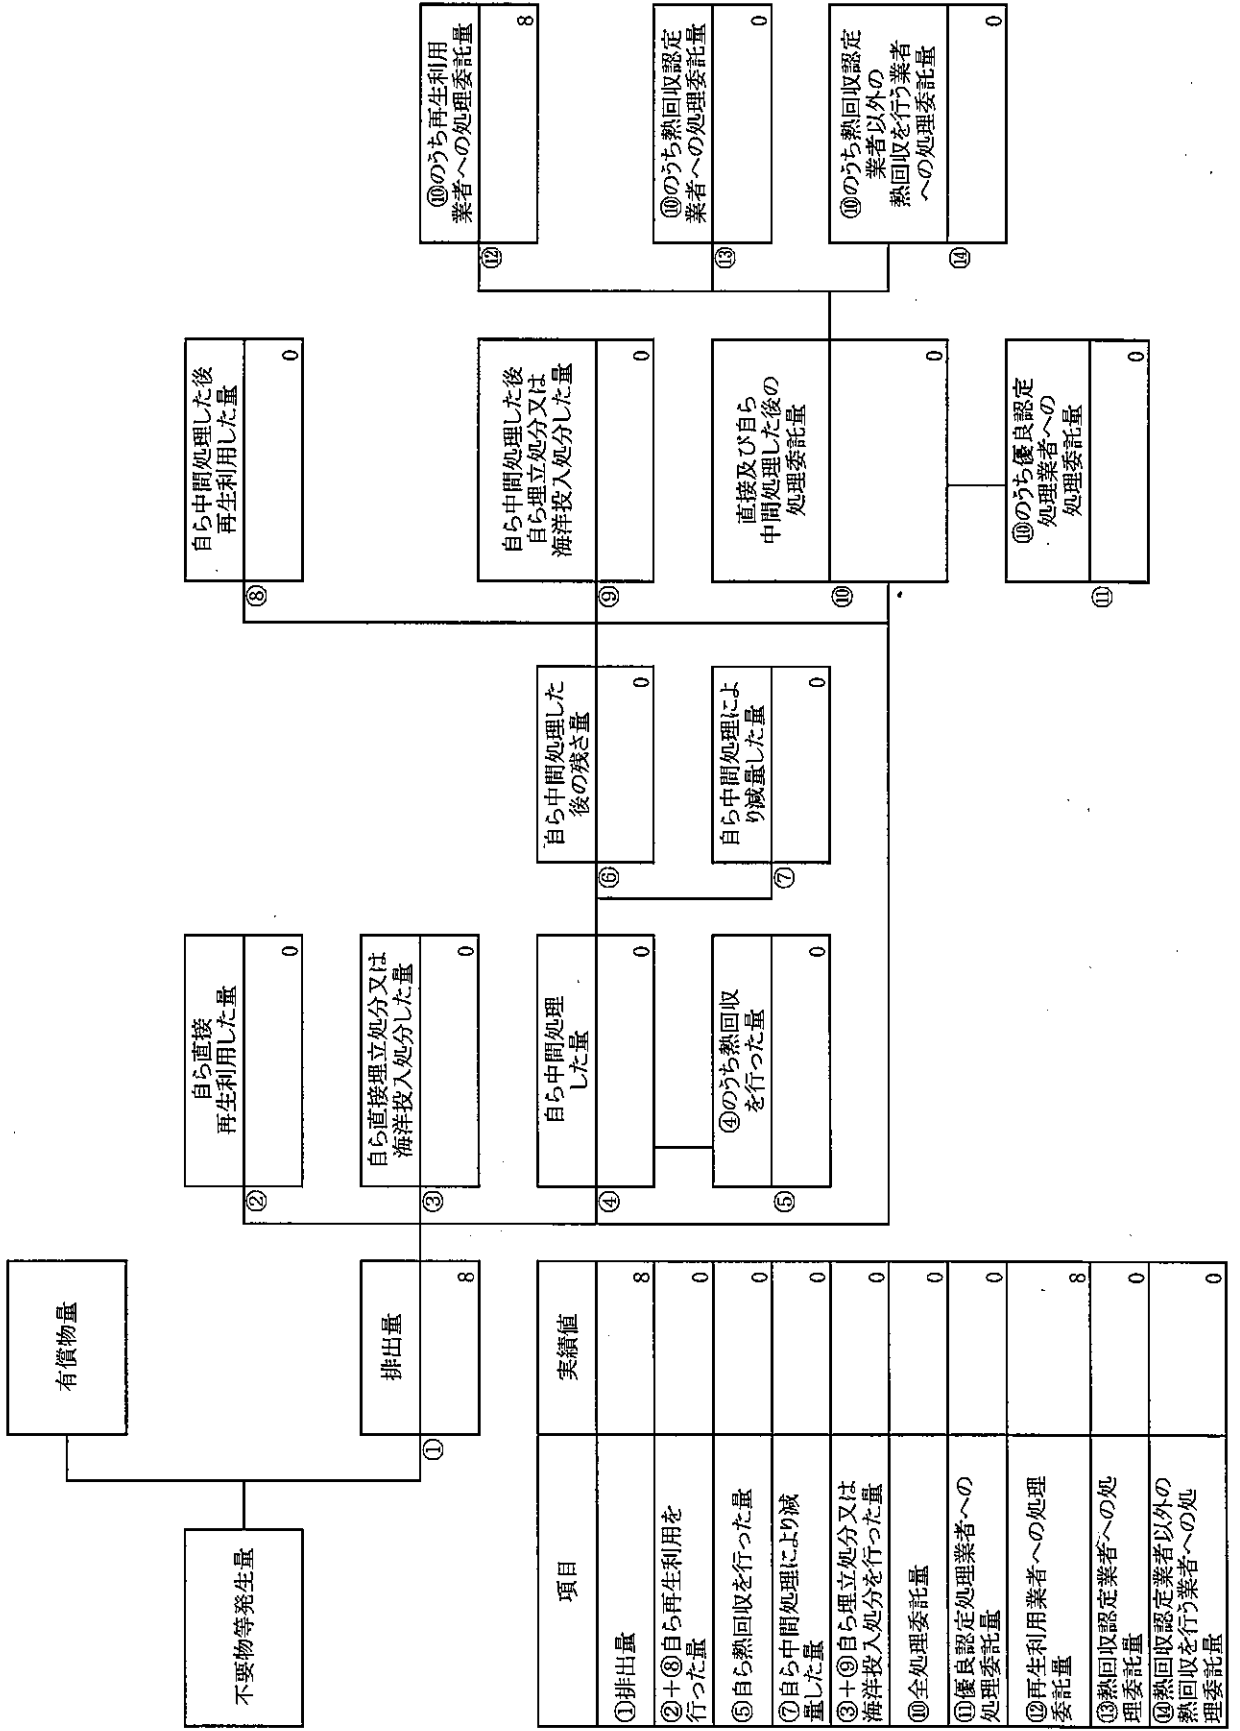 有償物量
不要物等発生量
①
排出量
8
②
自ら直接
再生利用した量
0
③
自ら直接埋立処分又は
海洋投入処分した量
0
④
自ら中間処理
した量
0
⑤
④のうち熱回収
を行った量
0
⑥
自ら中間処理した
後の残さ量
0
⑦
自ら中間処理によ
り減量した量
0
⑧
自ら中間処理した後
再生利用した量
0
⑨
自ら中間処理した後
自ら埋立処分又は
海洋投入処分した量
0
⑩
直接及び自ら
中間処理した後の
処理委託量
0
⑪
⑩のうち優良認定
処理業者への
処理委託量
0
⑫
⑩のうち再生利用
業者への処理委託量
8
⑬
⑩のうち熱回収認定
業者への処理委託量
0
⑭
⑩のうち熱回収認定
業者以外の
熱回収を行う業者
への処理委託量
0
項目
実績値
①排出量
8
②+⑧自ら再生利用を
行った量
0
⑤自ら熱回収を行った量
0
⑦自ら中間処理により減
量した量
0
③+⑨自ら埋立処分又は
海洋投入処分を行った量
0
⑩全処理委託量
0
⑪優良認定処理業者への
処理委託量
0
⑫再生利用業者への処理
委託量
8
⑬熱回収認定業者への処
理委託量
0
⑭熱回収認定業者以外の
熱回収を行う業者への処
理委託量
0